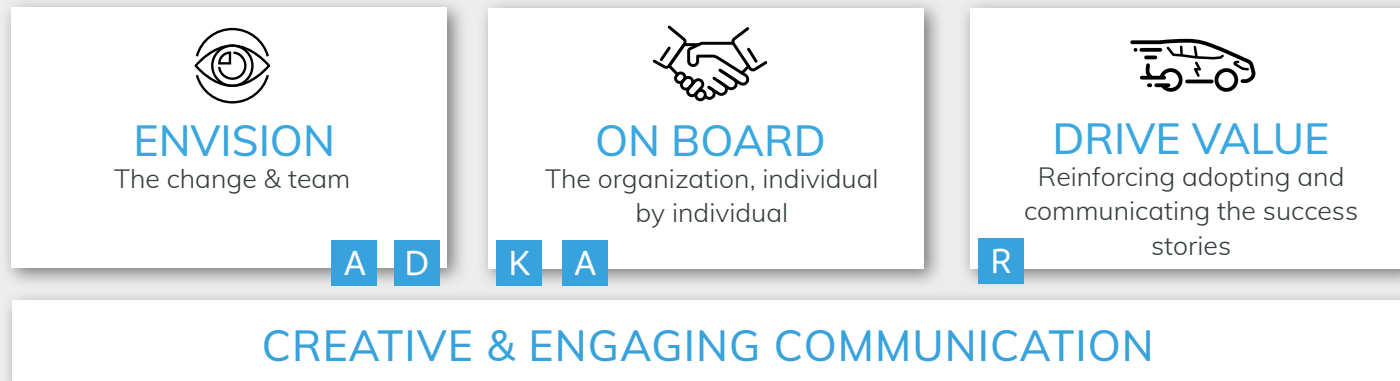 ENVISION
The change & team
A D
ON BOARD
The organization, individual
by individual
K A
DRIVE VALUE
Reinforcing adopting and
communicating the success
stories
R
CREATIVE & ENGAGING COMMUNICATION